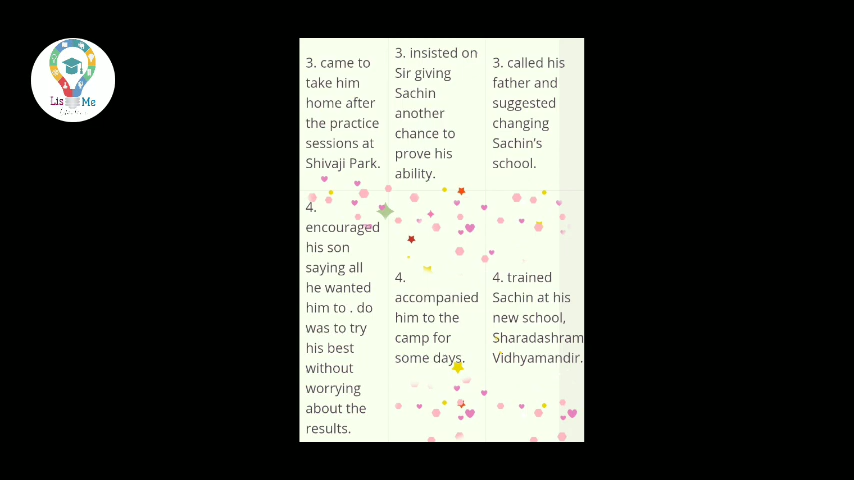 Lis Me
3. came to
take him
home after
the practice
sessions at
Shivaji Park.
3. insisted on
Sir giving
Sachin
another
chance to
prove his
ability.
3. called his
father and
suggested
changing
Sachin's
school.
4.
encouraged
his son
saying all
he wanted
him to . do
was to try
his best
without
worrying
about the
results.
4.
accompanied
him to the
camp for
some days.
4. trained
Sachin at his
new school,
Sharadashram
Vidhyamandir.